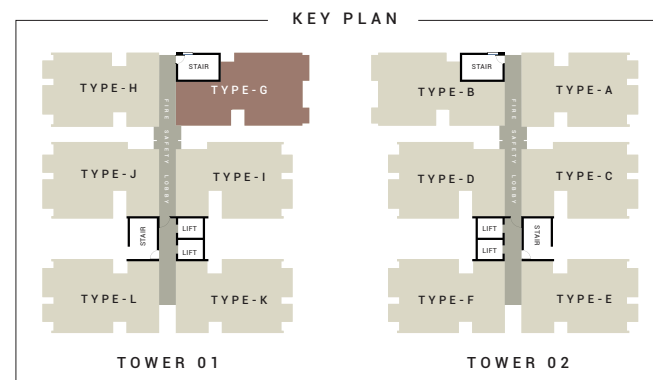 KEY PLAN
STAIR
TYPE-H
TYPE-G
FIRE SAFETY LOBBY
TYPE-J
TYPE-I
STAIR
LIFT
LIFT
TYPE-L
TYPE-K
TOWER 01
STAIR
TYPE-B
TYPE-A
FIRE SAFETY LOBBY
TYPE-D
TYPE-C
LIFT
LIFT
STAIR
TYPE-F
TYPE-E
TOWER 02